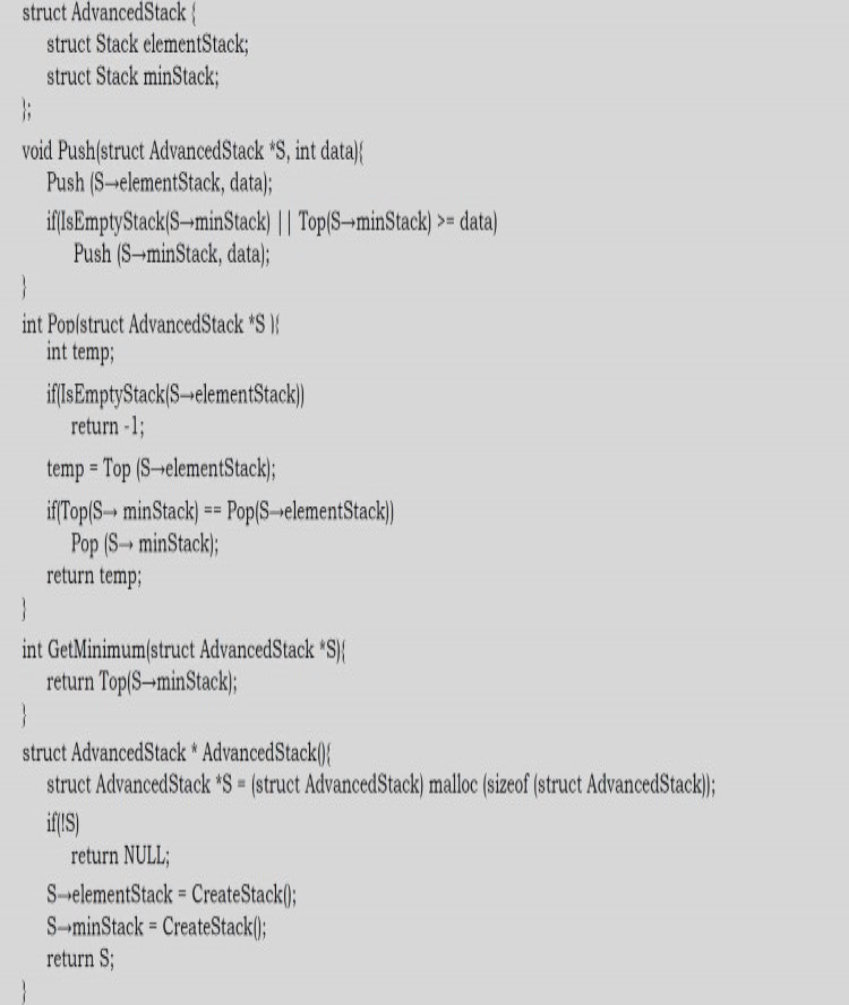 struct AdvancedStack {
struct Stack elementStack;
struct Stack minStack;
};
void Push(struct AdvancedStack *S, int data){
Push (S→elementStack, data);
if(IsEmptyStack(S→minStack) || Top(S→minStack) >= data)
Push (S→minStack, data);
}
int Pop(struct AdvancedStack *S ){
int temp;
if(IsEmptyStack(S→elementStack))
return -1;
temp = Top (S→elementStack);
if(Top(S→ minStack) == Pop(S→elementStack))
Pop (S→ minStack);
return temp;
}
int GetMinimum(struct AdvancedStack *S){
return Top(S→minStack);
}
struct AdvancedStack * AdvancedStack(){
struct AdvancedStack *S = (struct AdvancedStack) malloc (sizeof (struct AdvancedStack));
if(!S)
return NULL;
S→elementStack = CreateStack();
S→minStack = CreateStack();
return S;
}